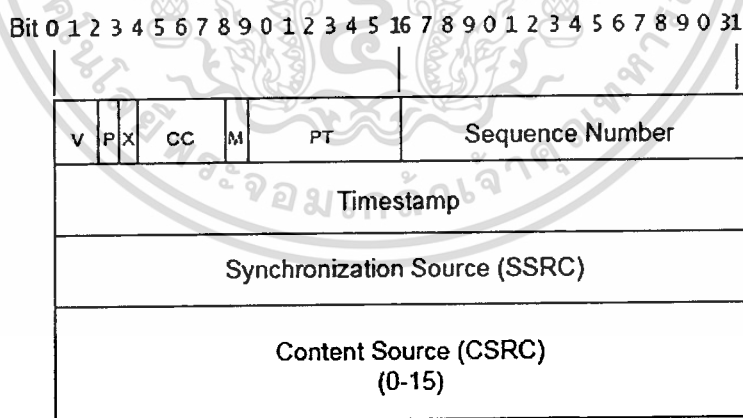 Bit 0 1 2 3 4 5 6 7 8 9 0 1 2 3 4 5 16 7 8 9 0 1 2 3 4 5 6 7 8 9 0 31
V P X CC M PT Sequence Number
Timestamp
Synchronization Source (SSRC)
Content Source (CSRC)
(0-15)